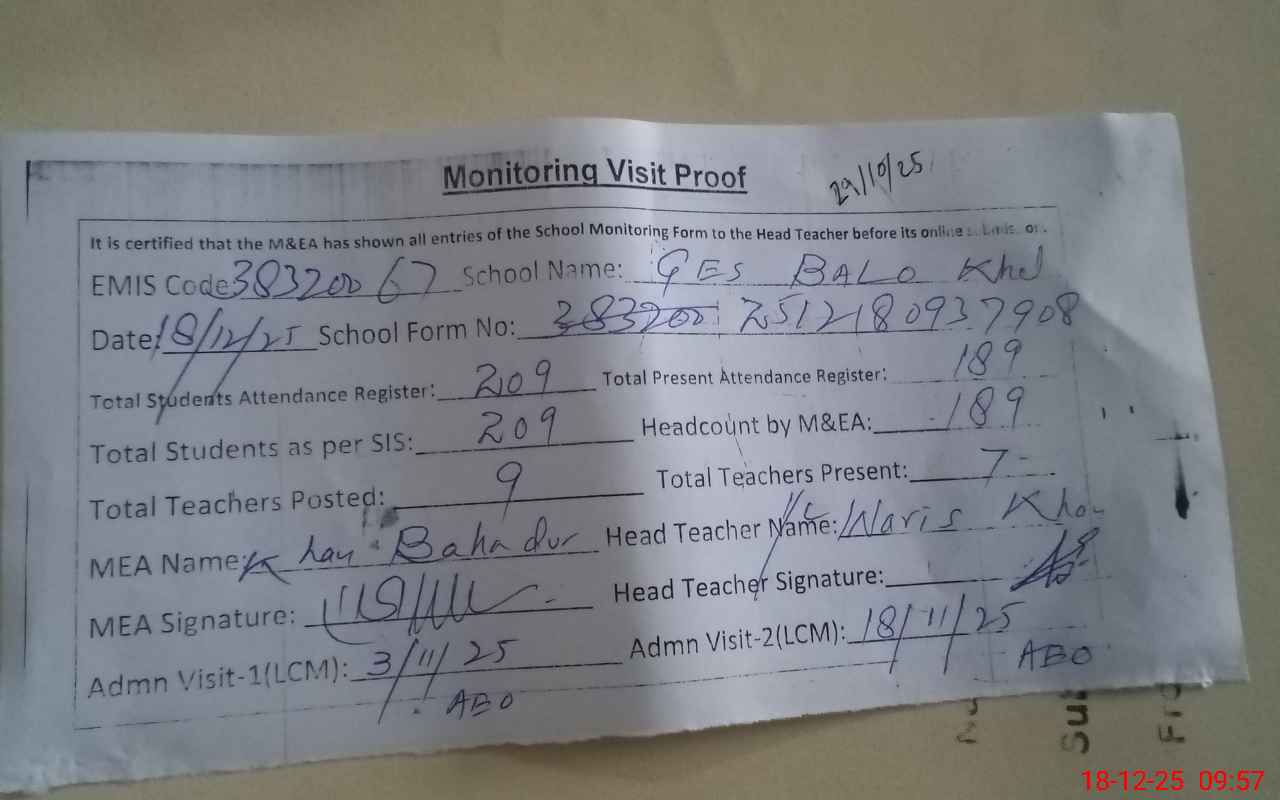 Monitoring Visit Proof
29/10/25
It is certified that the M&EA has shown all entries of the School Monitoring Form to the Head Teacher before its online
EMIS Code 38320067 School Name: GES BALO Khel
Date: 18/12/25 School Form No: 383200 2512180937908
Total Students Attendance Register: 209 Total Present Attendance Register: 189
Total Students as per SIS: 209 Headcount by M&EA: 189
Total Teachers Posted: 9 Total Teachers Present: 7
MEA Name: Khan Bahadur Head Teacher Name: I/C Waris Khan
MEA Signature: Head Teacher Signature:
Admn Visit-1(LCM): 3/11/25 Admn Visit-2(LCM): 18/11/25
ABO ABO
18-12-25 09:57